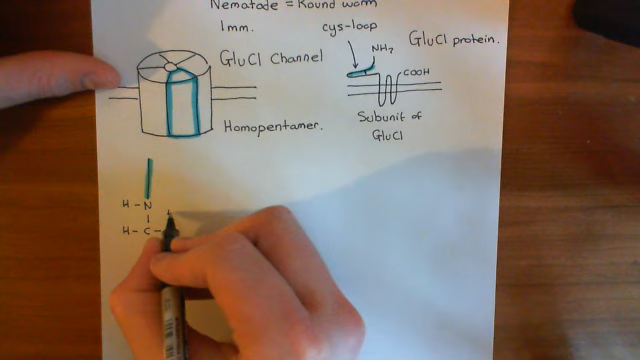 Nematode = Round worm
1mm.
cys-loop
NH₂
GluCl protein.
GluCl Channel
COOH
Homopentamer.
Subunit of
GluCl
H - N
H - C -